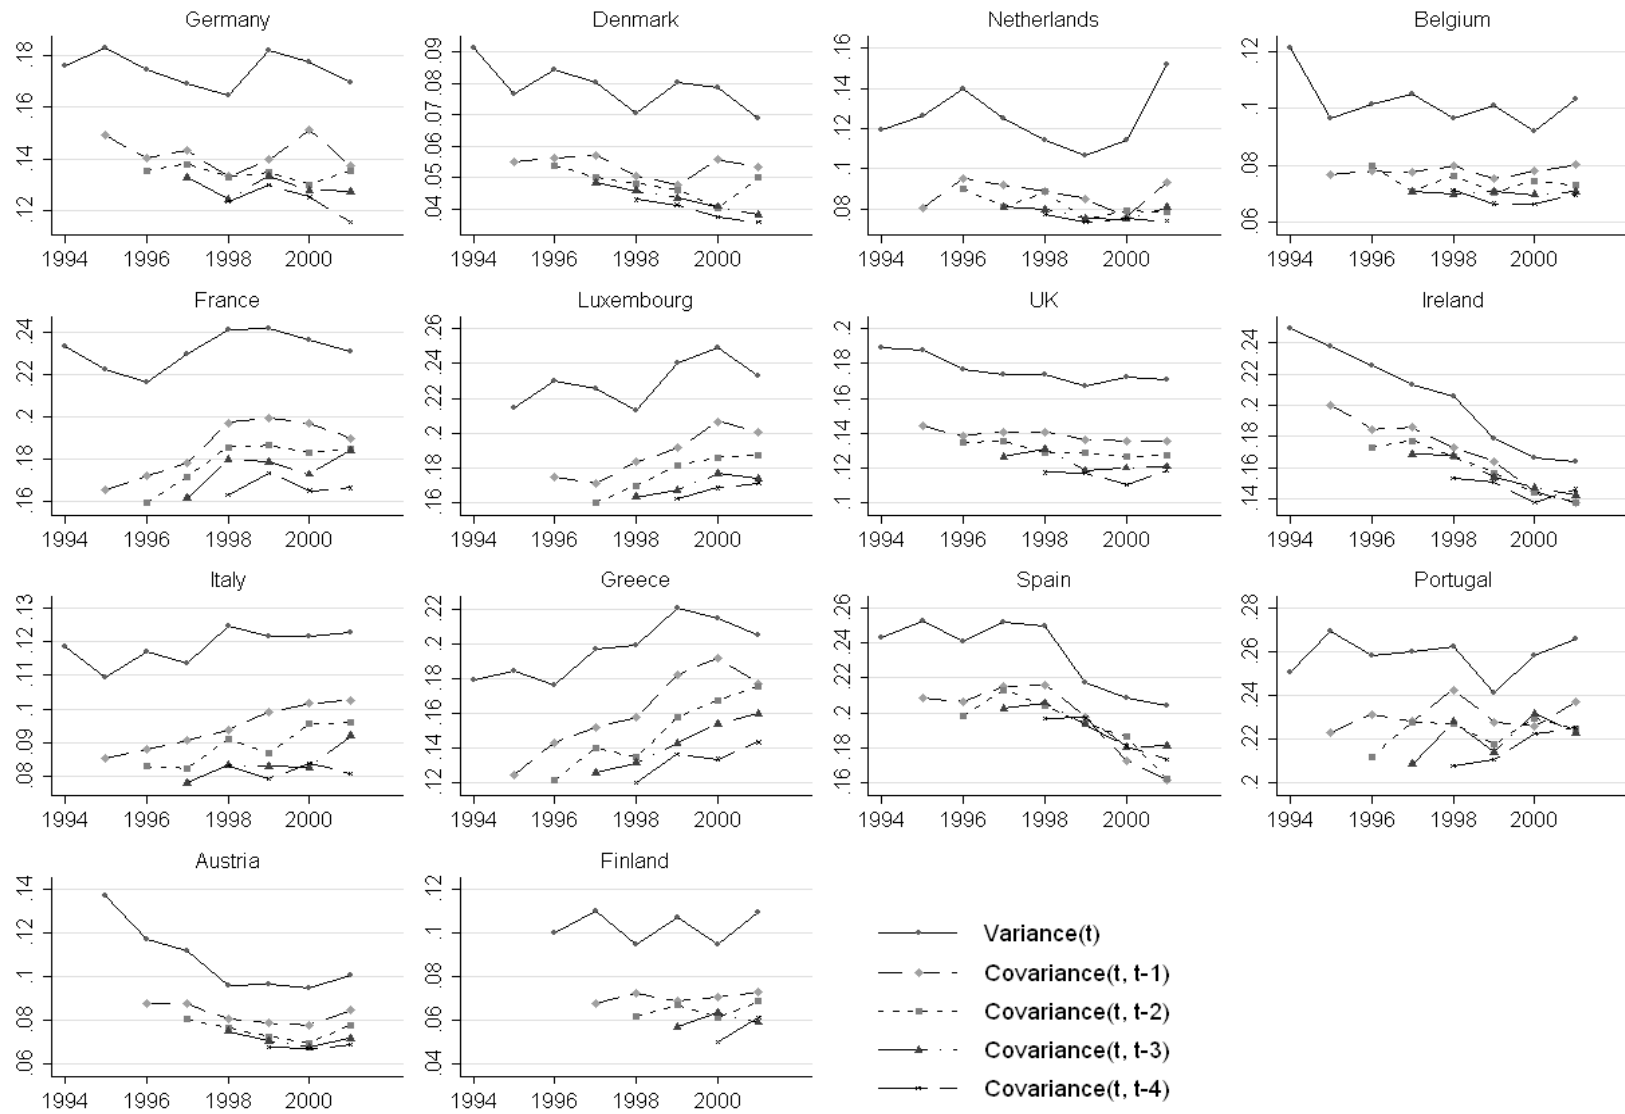 Germany
.12 .14 .16 .18
1994 1996 1998 2000
Denmark
.04 .05 .06 .07 .08 .09
1994 1996 1998 2000
Netherlands
.08 .1 .12 .14 .16
1994 1996 1998 2000
Belgium
.06 .08 .1 .12
1994 1996 1998 2000
France
.16 .18 .2 .22 .24
1994 1996 1998 2000
Luxembourg
.16 .18 .2 .22 .24 .26
1994 1996 1998 2000
UK
.1 .12 .14 .16 .18 .2
1994 1996 1998 2000
Ireland
.14 .16 .18 .2 .22 .24
1994 1996 1998 2000
Italy
.08 .09 .1 .11 .12 .13
1994 1996 1998 2000
Greece
.12 .14 .16 .18 .2 .22
1994 1996 1998 2000
Spain
.16 .18 .2 .22 .24 .26
1994 1996 1998 2000
Portugal
.2 .22 .24 .26 .28
1994 1996 1998 2000
Austria
.06 .08 .1 .12 .14
1994 1996 1998 2000
Finland
.04 .06 .08 .1 .12
1994 1996 1998 2000
Variance(t)
Covariance(t, t-1)
Covariance(t, t-2)
Covariance(t, t-3)
Covariance(t, t-4)